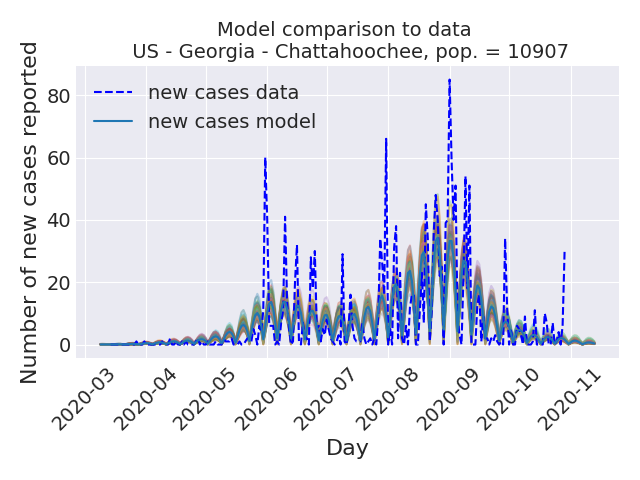 Model comparison to data
US - Georgia - Chattahoochee, pop. = 10907
Number of new cases reported
80
60
40
20
0
new cases data
new cases model
2020-03
2020-04
2020-05
2020-06
2020-07
2020-08
2020-09
2020-10
2020-11
Day